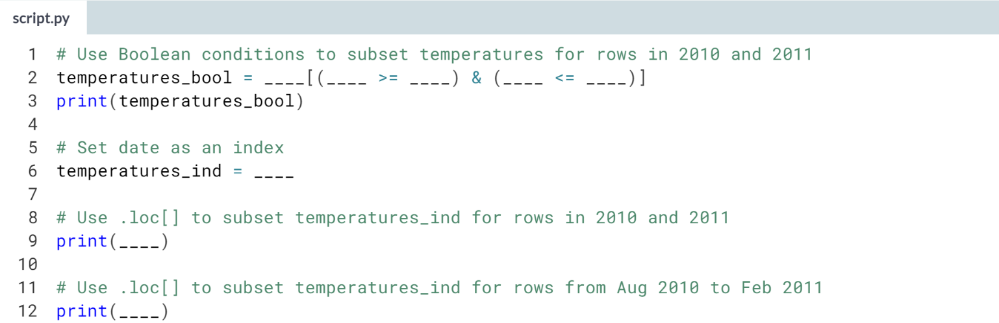 script.py
1 # Use Boolean conditions to subset temperatures for rows in 2010 and 2011
2 temperatures_bool = ____[(____ >= ____) & (____ <= ____)]
3 print(temperatures_bool)
4
5 # Set date as an index
6 temperatures_ind = ____
7
8 # Use .loc[] to subset temperatures_ind for rows in 2010 and 2011
9 print(____)
10
11 # Use .loc[] to subset temperatures_ind for rows from Aug 2010 to Feb 2011
12 print(____)